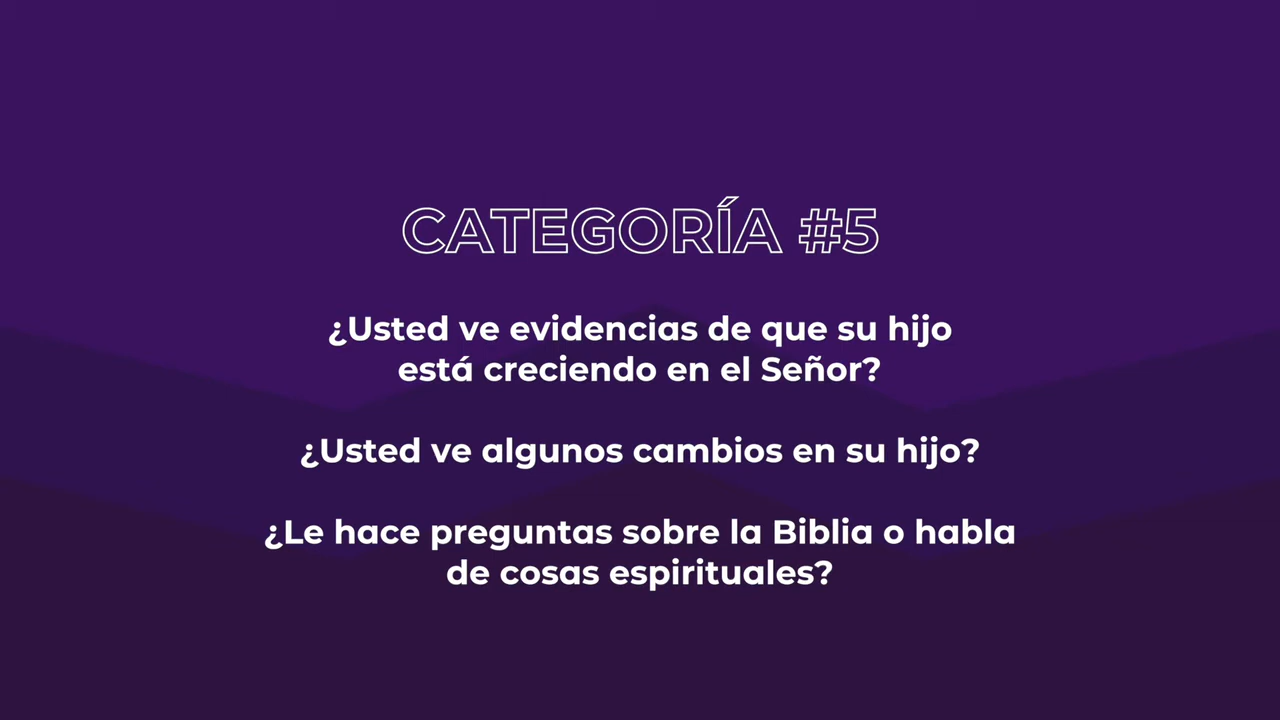 CATEGORÍA #5
¿Usted ve evidencias de que su hijo
está creciendo en el Señor?
¿Usted ve algunos cambios en su hijo?
¿Le hace preguntas sobre la Biblia o habla
de cosas espirituales?